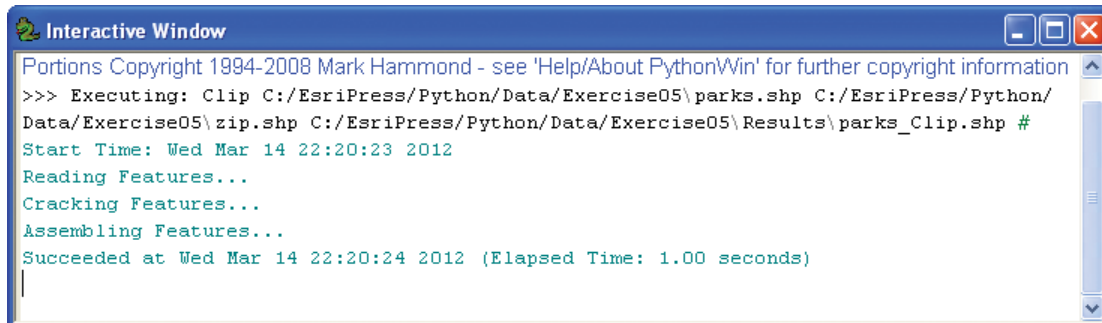 Interactive Window
Portions Copyright 1994-2008 Mark Hammond - see 'Help/About PythonWin' for further copyright information
>>> Executing: Clip C:/EsriPress/Python/Data/Exercise05\parks.shp C:/EsriPress/Python/
Data/Exercise05\zip.shp C:/EsriPress/Python/Data/Exercise05\Results\parks_Clip.shp #
Start Time: Wed Mar 14 22:20:23 2012
Reading Features...
Cracking Features...
Assembling Features...
Succeeded at Wed Mar 14 22:20:24 2012 (Elapsed Time: 1.00 seconds)